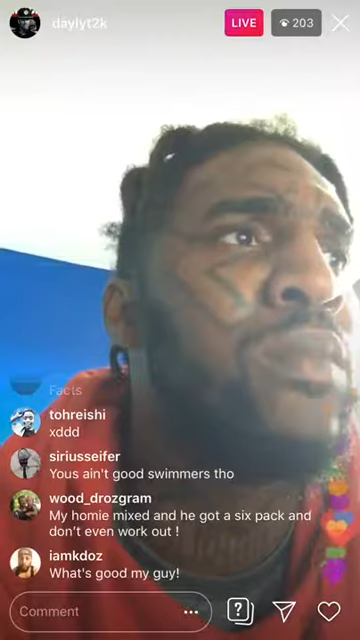 daylyt2k
LIVE
203
Facts
tohreishi
xddd
siriusseifer
Yous ain't good swimmers tho
wood_drozgram
My homie mixed and he got a six pack and
don't even work out !
iamkdoz
What's good my guy!
Comment